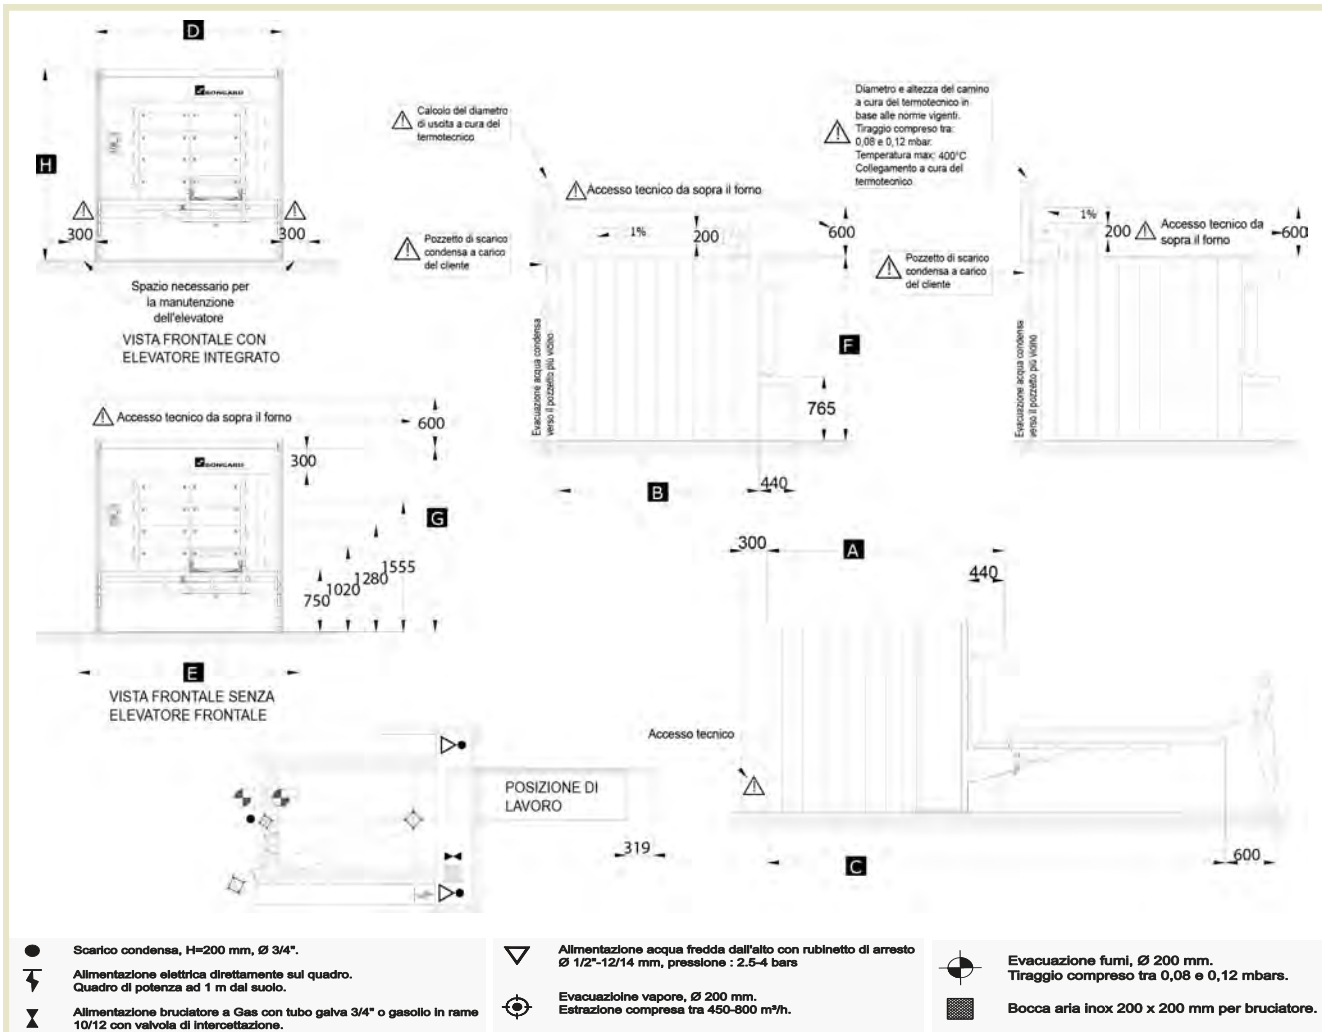 D
H
BONGARD
300
300
Spazio necessario per
la manutenzione
dell'elevatore
VISTA FRONTALE CON
ELEVATORE INTEGRATO
Calcolo del diametro
di uscita a cura del
termotecnico
Accesso tecnico da sopra il forno
1%
200
600
Pozzetto di scarico
condensa a carico
del cliente
Evacuazione acqua condensa
verso il pozzetto più vicino
F
765
B
440
Diametro e altezza del camino
a cura del termotecnico in
base alle norme vigenti.
Tiraggio compreso tra:
0,08 e 0,12 mbar.
Temperatura max: 400°C
Collegamento a cura del
termotecnico
1%
200
Accesso tecnico da
sopra il forno
600
Pozzetto di scarico
condensa a carico
del cliente
Evacuazione acqua condensa
verso il pozzetto più vicino
Accesso tecnico da sopra il forno
600
300
BONGARD
G
1555
1280
1020
750
E
VISTA FRONTALE SENZA
ELEVATORE FRONTALE
300
A
440
Accesso tecnico
C
600
POSIZIONE DI
LAVORO
319
Scarico condensa, H=200 mm, Ø 3/4".
Alimentazione elettrica direttamente sul quadro.
Quadro di potenza ad 1 m dal suolo.
Alimentazione bruciatore a Gas con tubo galva 3/4" o gasolio in rame
10/12 con valvola di intercettazione.
Alimentazione acqua fredda dall'alto con rubinetto di arresto
Ø 1/2"-12/14 mm, pressione : 2.5-4 bars
Evacuazioine vapore, Ø 200 mm.
Estrazione compresa tra 450-800 m³/h.
Evacuazione fumi, Ø 200 mm.
Tiraggio compreso tra 0,08 e 0,12 mbars.
Bocca aria inox 200 x 200 mm per bruciatore.